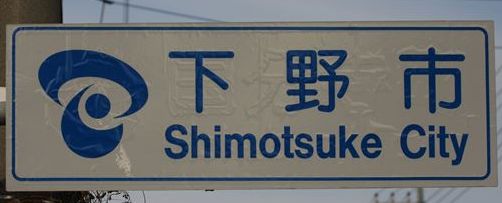 下野市
Shimotsuke City